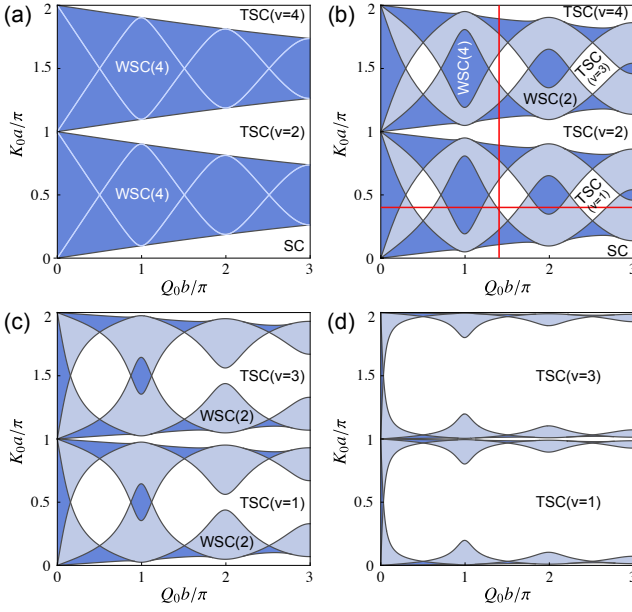 (a)
TSC(ν=4)
WSC(4)
TSC(ν=2)
WSC(4)
SC
2
1.5
1
0.5
0
K₀a/π
0
1
2
3
Q₀b/π
(b)
TSC(ν=4)
WSC(4)
TSC
(ν=3)
WSC(2)
TSC(ν=2)
TSC
(ν=1)
SC
2
1.5
1
0.5
0
K₀a/π
0
1
2
3
Q₀b/π
(c)
TSC(ν=3)
WSC(2)
TSC(ν=1)
WSC(2)
2
1.5
1
0.5
0
K₀a/π
0
1
2
3
Q₀b/π
(d)
TSC(ν=3)
TSC(ν=1)
2
1.5
1
0.5
0
K₀a/π
0
1
2
3
Q₀b/π